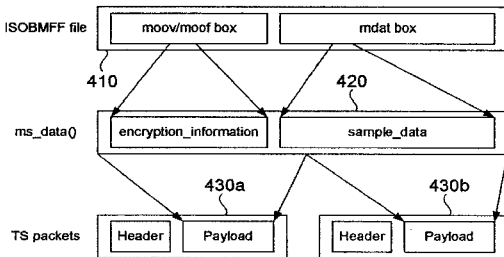 ISOBMFF file
moov/moof box
mdat box
410
420
ms_data()
encryption_information
sample_data
430a
430b
TS packets
Header
Payload
Header
Payload